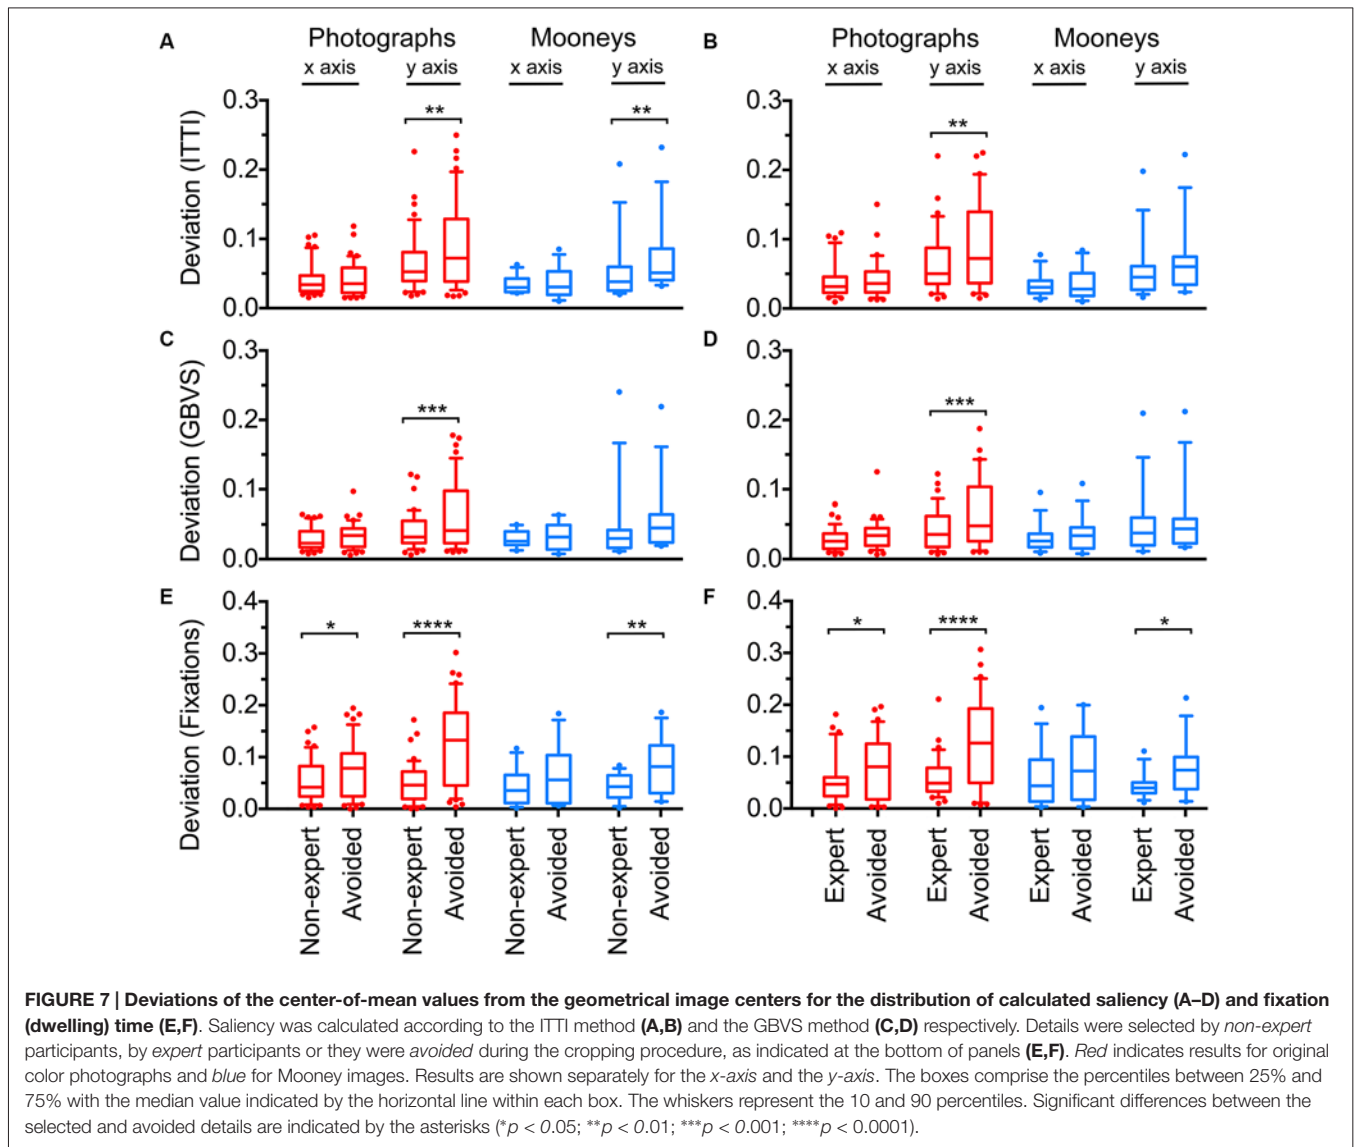 A Photographs Mooneys B Photographs Mooneys
x axis y axis x axis y axis x axis y axis x axis y axis
Deviation (ITTI)
0.3 0.2 0.1 0.0
** **
0.3 0.2 0.1 0.0
**
C D
Deviation (GBVS)
0.3 0.2 0.1 0.0
***
0.3 0.2 0.1 0.0
***
E F
Deviation (Fixations)
0.4 0.3 0.2 0.1 0.0
* **** **
0.4 0.3 0.2 0.1 0.0
* **** *
Non-expert Avoided Non-expert Avoided Non-expert Avoided Non-expert Avoided
Expert Avoided Expert Avoided Expert Avoided Expert Avoided
FIGURE 7 | Deviations of the center-of-mean values from the geometrical image centers for the distribution of calculated saliency (A–D) and fixation
(dwelling) time (E,F). Saliency was calculated according to the ITTI method (A,B) and the GBVS method (C,D) respectively. Details were selected by non-expert
participants, by expert participants or they were avoided during the cropping procedure, as indicated at the bottom of panels (E,F). Red indicates results for original
color photographs and blue for Mooney images. Results are shown separately for the x-axis and the y-axis. The boxes comprise the percentiles between 25% and
75% with the median value indicated by the horizontal line within each box. The whiskers represent the 10 and 90 percentiles. Significant differences between the
selected and avoided details are indicated by the asterisks (*p < 0.05; **p < 0.01; ***p < 0.001; ****p < 0.0001).